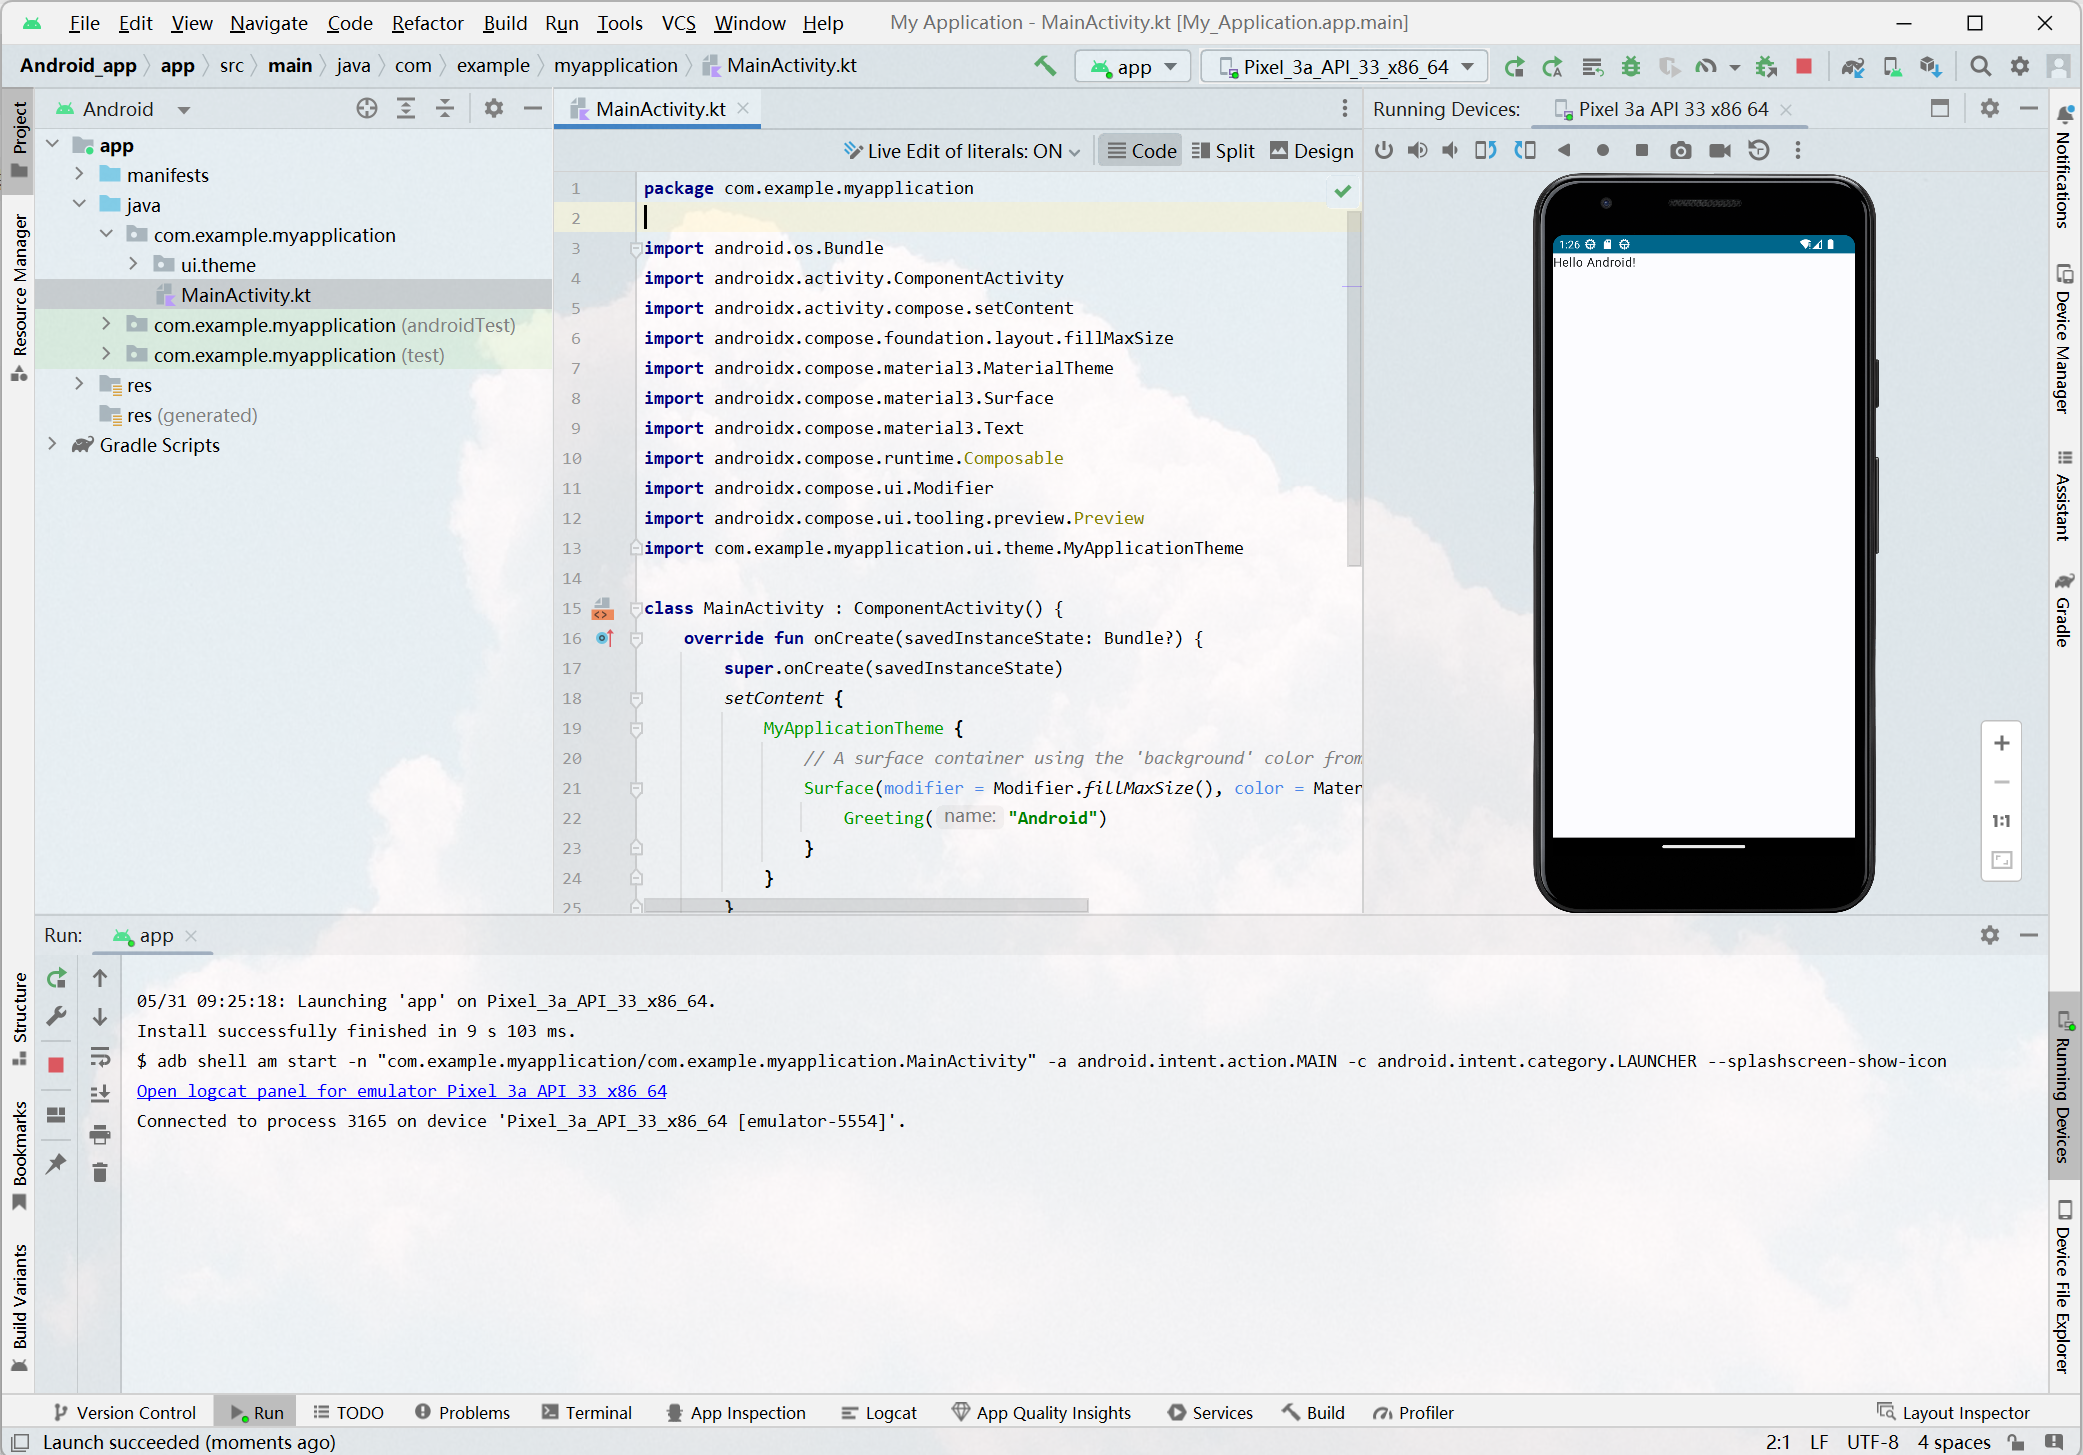 File Edit View Navigate Code Refactor Build Run Tools VCS Window Help My Application - MainActivity.kt [My_Application.app.main]
Android_app app src main java com example myapplication MainActivity.kt app Pixel_3a_API_33_x86_64
Android
MainActivity.kt
Running Devices: Pixel 3a API 33 x86 64
Live Edit of literals: ON Code Split Design
Project
Resource Manager
app
manifests
java
com.example.myapplication
ui.theme
MainActivity.kt
com.example.myapplication (androidTest)
com.example.myapplication (test)
res
res (generated)
Gradle Scripts
1 package com.example.myapplication
2
3 import android.os.Bundle
4 import androidx.activity.ComponentActivity
5 import androidx.activity.compose.setContent
6 import androidx.compose.foundation.layout.fillMaxSize
7 import androidx.compose.material3.MaterialTheme
8 import androidx.compose.material3.Surface
9 import androidx.compose.material3.Text
10 import androidx.compose.runtime.Composable
11 import androidx.compose.ui.Modifier
12 import androidx.compose.ui.tooling.preview.Preview
13 import com.example.myapplication.ui.theme.MyApplicationTheme
14
15 class MainActivity : ComponentActivity() {
16 override fun onCreate(savedInstanceState: Bundle?) {
17 super.onCreate(savedInstanceState)
18 setContent {
19 MyApplicationTheme {
20 // A surface container using the 'background' color from
21 Surface(modifier = Modifier.fillMaxSize(), color = Mater
22 Greeting( name: "Android")
23 }
24 }
25 }
1:26
Hello Android!
1:1
Notifications
Device Manager
Assistant
Gradle
Running Devices
Device File Explorer
Structure
Bookmarks
Build Variants
Run: app
05/31 09:25:18: Launching 'app' on Pixel_3a_API_33_x86_64.
Install successfully finished in 9 s 103 ms.
$ adb shell am start -n "com.example.myapplication/com.example.myapplication.MainActivity" -a android.intent.action.MAIN -c android.intent.category.LAUNCHER --splashscreen-show-icon
Open logcat panel for emulator Pixel_3a_API_33_x86_64
Connected to process 3165 on device 'Pixel_3a_API_33_x86_64 [emulator-5554]'.
Version Control Run TODO Problems Terminal App Inspection Logcat App Quality Insights Services Build Profiler Layout Inspector
Launch succeeded (moments ago) 2:1 LF UTF-8 4 spaces